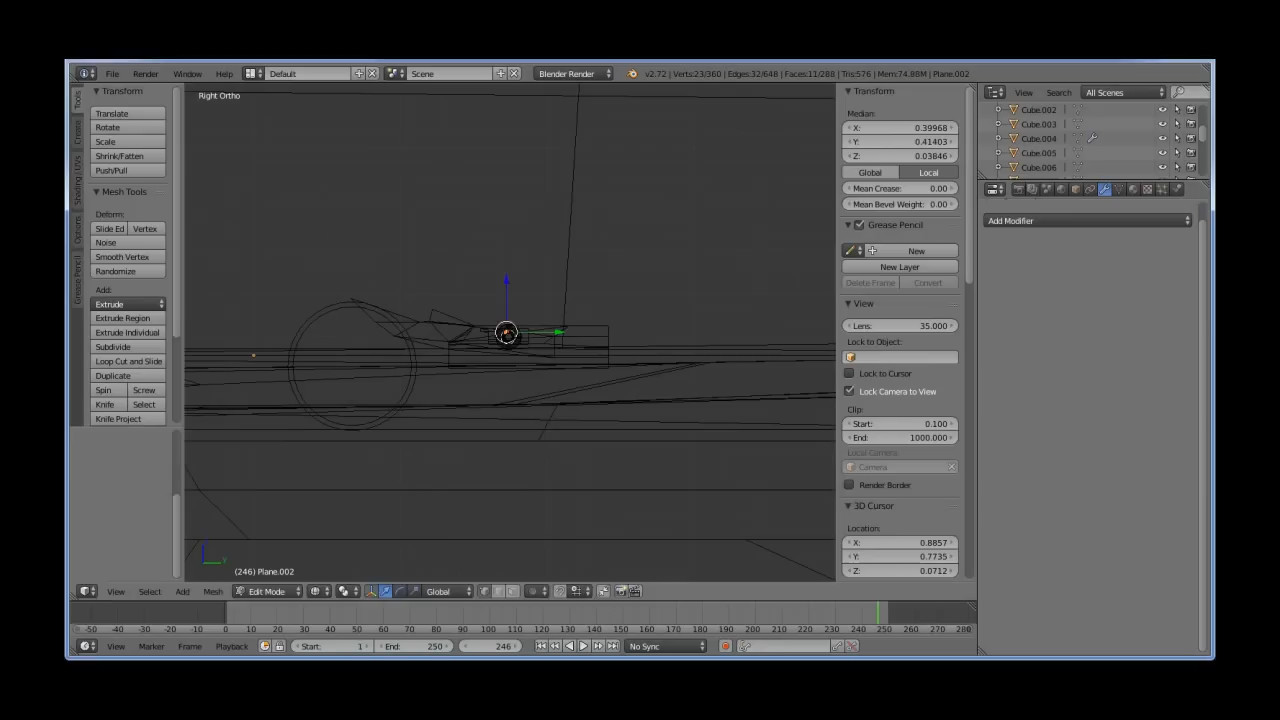 File Render Window Help Default Scene Blender Render v2.72 | Verts:23/360 | Edges:32/648 | Faces:11/288 | Tris:576 | Mem:74.88M | Plane.002
Tools
Create
Shading / UVs
Options
Grease Pencil
Transform
Translate
Rotate
Scale
Shrink/Fatten
Push/Pull
Mesh Tools
Deform:
Slide Ed Vertex
Noise
Smooth Vertex
Randomize
Add:
Extrude
Extrude Region
Extrude Individual
Subdivide
Loop Cut and Slide
Duplicate
Spin Screw
Knife Select
Knife Project
Right Ortho
(246) Plane.002
Transform
Median:
X: 0.39968
Y: 0.41403
Z: 0.03846
Global Local
Mean Crease: 0.00
Mean Bevel Weight: 0.00
Grease Pencil
New
New Layer
Delete Frame Convert
View
Lens: 35.000
Lock to Object:
Lock to Cursor
Lock Camera to View
Clip:
Start: 0.100
End: 1000.000
Local Camera:
Camera
Render Border
3D Cursor
Location:
X: 0.8857
Y: 0.7735
Z: 0.0712
View Search All Scenes
Cube.002
Cube.003
Cube.004
Cube.005
Cube.006
Add Modifier
View Select Add Mesh Edit Mode Global
-50 -40 -30 -20 -10 0 10 20 30 40 50 60 70 80 90 100 110 120 130 140 150 160 170 180 190 200 210 220 230 240 250 260 270 280
View Marker Frame Playback Start: 1 End: 250 246 No Sync